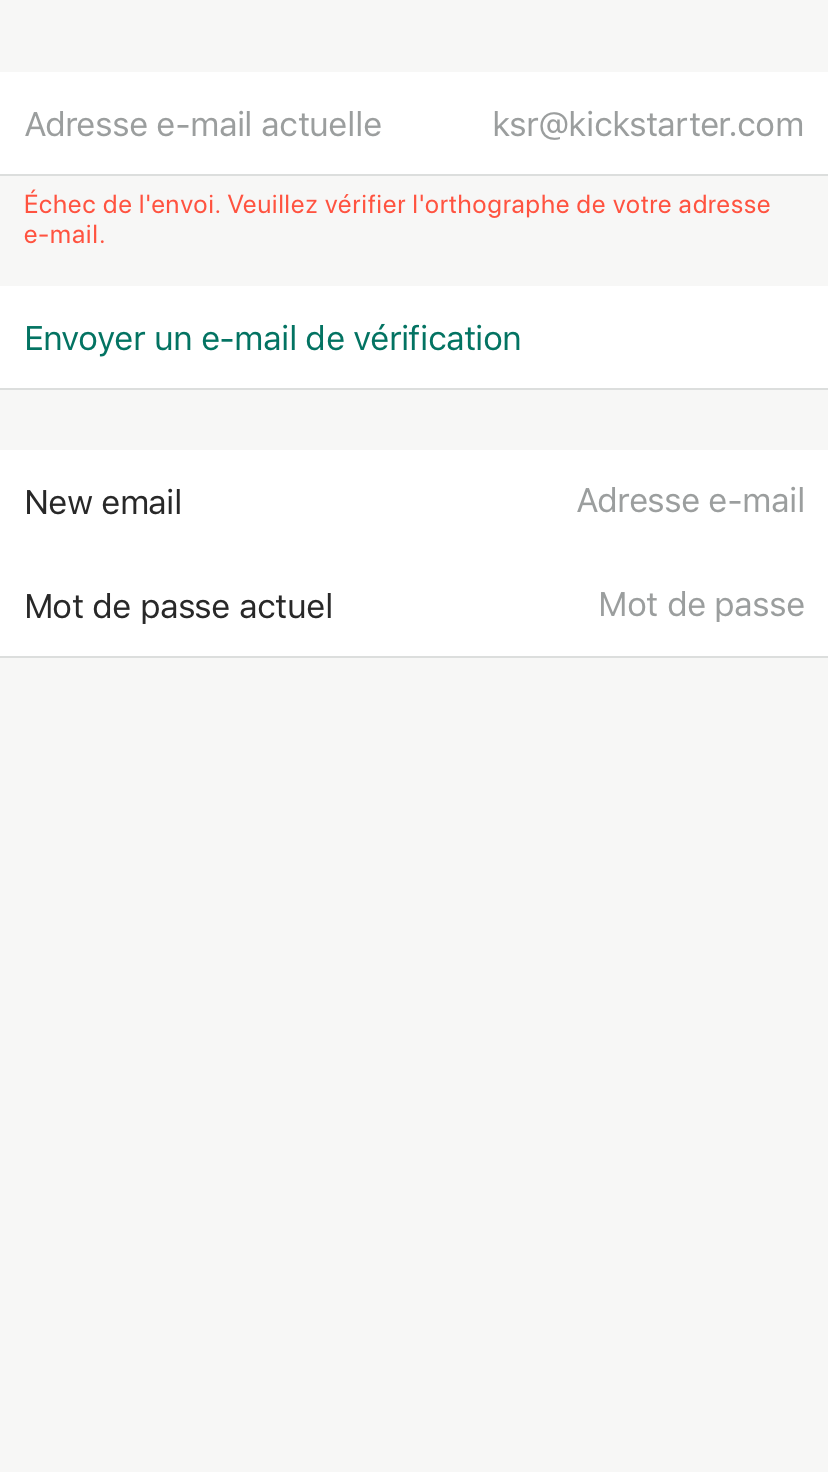 Adresse e-mail actuelle ksr@kickstarter.com
Échec de l'envoi. Veuillez vérifier l'orthographe de votre adresse
e-mail.
Envoyer un e-mail de vérification
New email Adresse e-mail
Mot de passe actuel Mot de passe